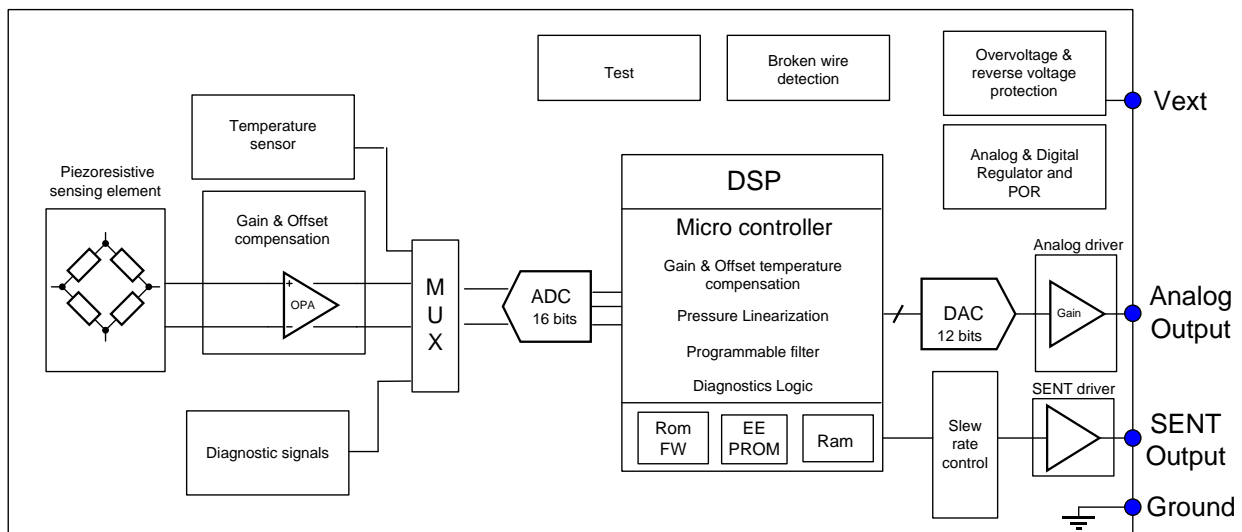 Test
Broken wire
detection
Overvoltage &
reverse voltage
protection
Vext
Temperature
sensor
Analog & Digital
Regulator and
POR
Piezoresistive
sensing element
Gain & Offset
compensation
+
OPA
−
M
U
X
ADC
16 bits
DSP
Micro controller
Gain & Offset temperature
compensation
Pressure Linearization
Programmable filter
Diagnostics Logic
Rom
FW
EE
PROM
Ram
DAC
12 bits
Analog driver
Gain
Analog
Output
Diagnostic signals
Slew
rate
control
SENT driver
SENT
Output
Ground